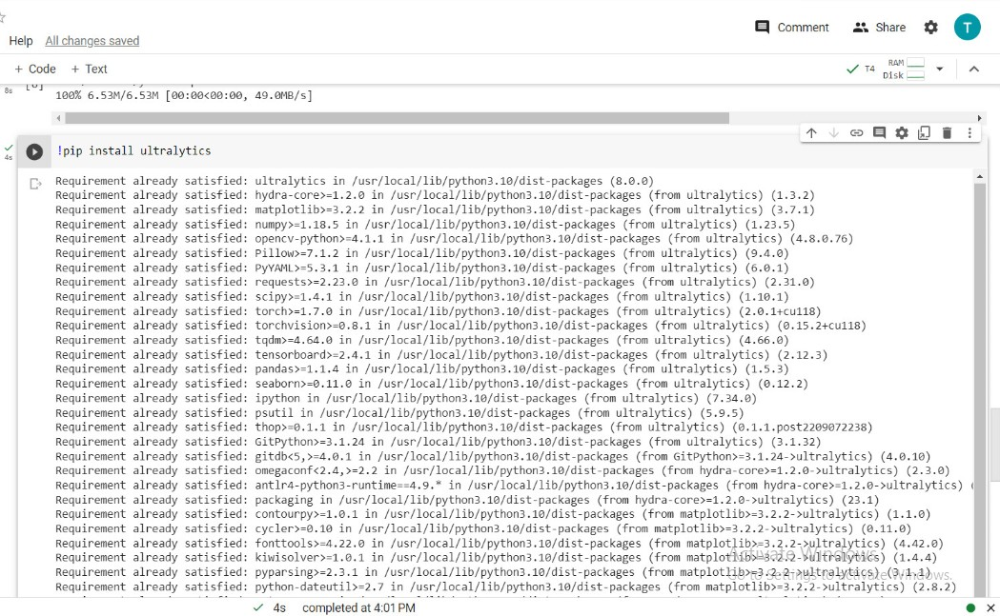 Comment Share T
Help All changes saved
+ Code + Text T4 RAM Disk
8s
100% 6.53M/6.53M [00:00<00:00, 49.0MB/s]
4s !pip install ultralytics
Requirement already satisfied: ultralytics in /usr/local/lib/python3.10/dist-packages (8.0.0)
Requirement already satisfied: hydra-core>=1.2.0 in /usr/local/lib/python3.10/dist-packages (from ultralytics) (1.3.2)
Requirement already satisfied: matplotlib>=3.2.2 in /usr/local/lib/python3.10/dist-packages (from ultralytics) (3.7.1)
Requirement already satisfied: numpy>=1.18.5 in /usr/local/lib/python3.10/dist-packages (from ultralytics) (1.23.5)
Requirement already satisfied: opencv-python>=4.1.1 in /usr/local/lib/python3.10/dist-packages (from ultralytics) (4.8.0.76)
Requirement already satisfied: Pillow>=7.1.2 in /usr/local/lib/python3.10/dist-packages (from ultralytics) (9.4.0)
Requirement already satisfied: PyYAML>=5.3.1 in /usr/local/lib/python3.10/dist-packages (from ultralytics) (6.0.1)
Requirement already satisfied: requests>=2.23.0 in /usr/local/lib/python3.10/dist-packages (from ultralytics) (2.31.0)
Requirement already satisfied: scipy>=1.4.1 in /usr/local/lib/python3.10/dist-packages (from ultralytics) (1.10.1)
Requirement already satisfied: torch>=1.7.0 in /usr/local/lib/python3.10/dist-packages (from ultralytics) (2.0.1+cu118)
Requirement already satisfied: torchvision>=0.8.1 in /usr/local/lib/python3.10/dist-packages (from ultralytics) (0.15.2+cu118)
Requirement already satisfied: tqdm>=4.64.0 in /usr/local/lib/python3.10/dist-packages (from ultralytics) (4.66.0)
Requirement already satisfied: tensorboard>=2.4.1 in /usr/local/lib/python3.10/dist-packages (from ultralytics) (2.12.3)
Requirement already satisfied: pandas>=1.1.4 in /usr/local/lib/python3.10/dist-packages (from ultralytics) (1.5.3)
Requirement already satisfied: seaborn>=0.11.0 in /usr/local/lib/python3.10/dist-packages (from ultralytics) (0.12.2)
Requirement already satisfied: ipython in /usr/local/lib/python3.10/dist-packages (from ultralytics) (7.34.0)
Requirement already satisfied: psutil in /usr/local/lib/python3.10/dist-packages (from ultralytics) (5.9.5)
Requirement already satisfied: thop>=0.1.1 in /usr/local/lib/python3.10/dist-packages (from ultralytics) (0.1.1.post2209072238)
Requirement already satisfied: GitPython>=3.1.24 in /usr/local/lib/python3.10/dist-packages (from ultralytics) (3.1.32)
Requirement already satisfied: gitdb<5,>=4.0.1 in /usr/local/lib/python3.10/dist-packages (from GitPython>=3.1.24->ultralytics) (4.0.10)
Requirement already satisfied: omegaconf<2.4,>=2.2 in /usr/local/lib/python3.10/dist-packages (from hydra-core>=1.2.0->ultralytics) (2.3.0)
Requirement already satisfied: antlr4-python3-runtime==4.9.* in /usr/local/lib/python3.10/dist-packages (from hydra-core>=1.2.0->ultralytics) (
Requirement already satisfied: packaging in /usr/local/lib/python3.10/dist-packages (from hydra-core>=1.2.0->ultralytics) (23.1)
Requirement already satisfied: contourpy>=1.0.1 in /usr/local/lib/python3.10/dist-packages (from matplotlib>=3.2.2->ultralytics) (1.1.0)
Requirement already satisfied: cycler>=0.10 in /usr/local/lib/python3.10/dist-packages (from matplotlib>=3.2.2->ultralytics) (0.11.0)
Requirement already satisfied: fonttools>=4.22.0 in /usr/local/lib/python3.10/dist-packages (from matplotlib>=3.2.2->ultralytics) (4.42.0)
Requirement already satisfied: kiwisolver>=1.0.1 in /usr/local/lib/python3.10/dist-packages (from matplotlib>=3.2.2->ultralytics) (1.4.4)
Requirement already satisfied: pyparsing>=2.3.1 in /usr/local/lib/python3.10/dist-packages (from matplotlib>=3.2.2->ultralytics) (3.1.1)
Requirement already satisfied: python-dateutil>=2.7 in /usr/local/lib/python3.10/dist-packages (from matplotlib>=3.2.2->ultralytics) (2.8.2)
Activate Windows
Go to Settings to activate Windows.
4s completed at 4:01 PM